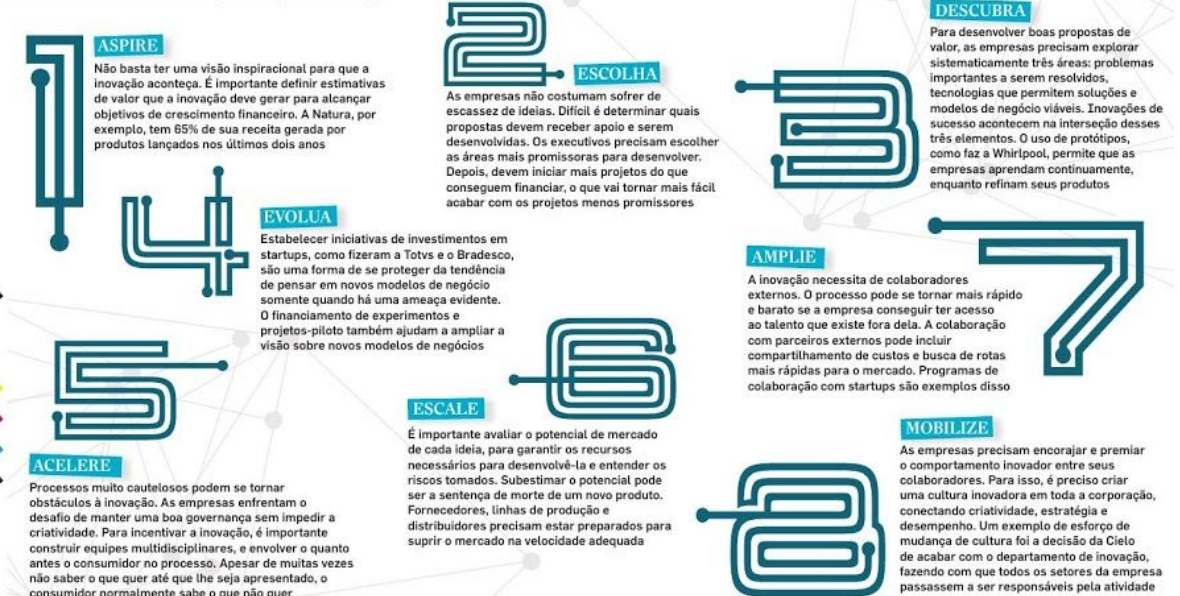 1
ASPIRE
Não basta ter uma visão inspiracional para que a
inovação aconteça. É importante definir estimativas
de valor que a inovação deve gerar para alcançar
objetivos de crescimento financeiro. A Natura, por
exemplo, tem 65% de sua receita gerada por
produtos lançados nos últimos dois anos
2
ESCOLHA
As empresas não costumam sofrer de
escassez de ideias. Difícil é determinar quais
propostas devem receber apoio e serem
desenvolvidas. Os executivos precisam escolher
as áreas mais promissoras para desenvolver.
Depois, devem iniciar mais projetos do que
conseguem financiar, o que vai tornar mais fácil
acabar com os projetos menos promissores
3
DESCUBRA
Para desenvolver boas propostas de
valor, as empresas precisam explorar
sistematicamente três áreas: problemas
importantes a serem resolvidos,
tecnologias que permitem soluções e
modelos de negócio viáveis. Inovações de
sucesso acontecem na interseção desses
três elementos. O uso de protótipos,
como faz a Whirlpool, permite que as
empresas aprendam continuamente,
enquanto refinam seus produtos
4
EVOLUA
Estabelecer iniciativas de investimentos em
startups, como fizeram a Totvs e o Bradesco,
são uma forma de se proteger da tendência
de pensar em novos modelos de negócio
somente quando há uma ameaça evidente.
O financiamento de experimentos e
projetos-piloto também ajudam a ampliar a
visão sobre novos modelos de negócios
5
ACELERE
Processos muito cautelosos podem se tornar
obstáculos à inovação. As empresas enfrentam o
desafio de manter uma boa governança sem impedir a
criatividade. Para incentivar a inovação, é importante
construir equipes multidisciplinares, e envolver o quanto
antes o consumidor no processo. Apesar de muitas vezes
não saber o que quer até que lhe seja apresentado, o
consumidor normalmente sabe o que não quer
6
ESCALE
É importante avaliar o potencial de mercado
de cada ideia, para garantir os recursos
necessários para desenvolvê-la e entender os
riscos tomados. Subestimar o potencial pode
ser a sentença de morte de um novo produto.
Fornecedores, linhas de produção e
distribuidores precisam estar preparados para
suprir o mercado na velocidade adequada
7
AMPLIE
A inovação necessita de colaboradores
externos. O processo pode se tornar mais rápido
e barato se a empresa conseguir ter acesso
ao talento que existe fora dela. A colaboração
com parceiros externos pode incluir
compartilhamento de custos e busca de rotas
mais rápidas para o mercado. Programas de
colaboração com startups são exemplos disso
8
MOBILIZE
As empresas precisam encorajar e premiar
o comportamento inovador entre seus
colaboradores. Para isso, é preciso criar
uma cultura inovadora em toda a corporação,
conectando criatividade, estratégia e
desempenho. Um exemplo de esforço de
mudança de cultura foi a decisão da Cielo
de acabar com o departamento de inovação,
fazendo com que todos os setores da empresa
passassem a ser responsáveis pela atividade